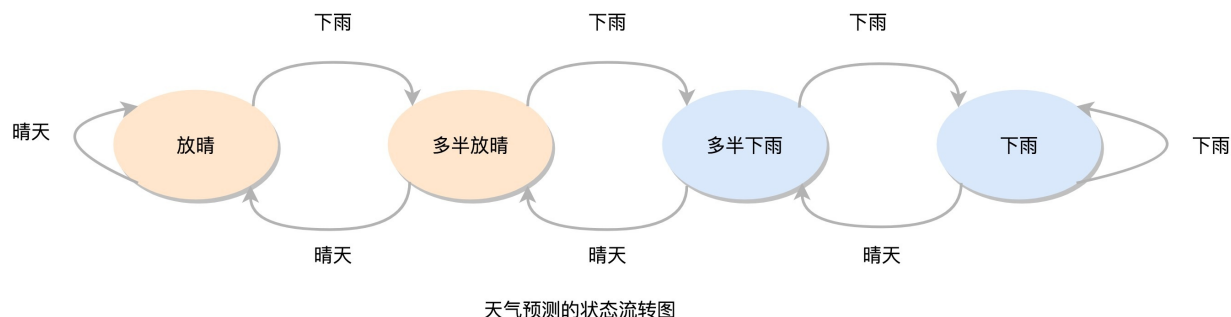 下雨 下雨 下雨
晴天 放晴 多半放晴 多半下雨 下雨 下雨
晴天 晴天 晴天
天气预测的状态流转图